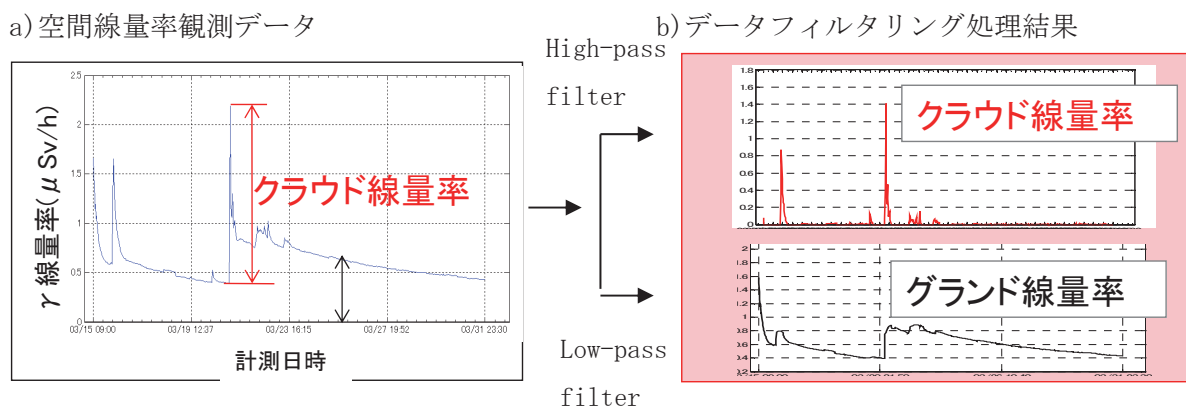 a)空間線量率観測データ
b)データフィルタリング処理結果
High-pass
filter
γ線量率(μSv/h)
2.5
2
1.5
1
0.5
0
クラウド線量率
03/15 09:00
03/19 12:07
03/23 16:15
03/27 19:52
03/31 23:30
計測日時
1.8
1.6
1.4
1.2
1
0.8
0.6
0.4
0.2
0
クラウド線量率
2
グランド線量率
Low-pass
filter